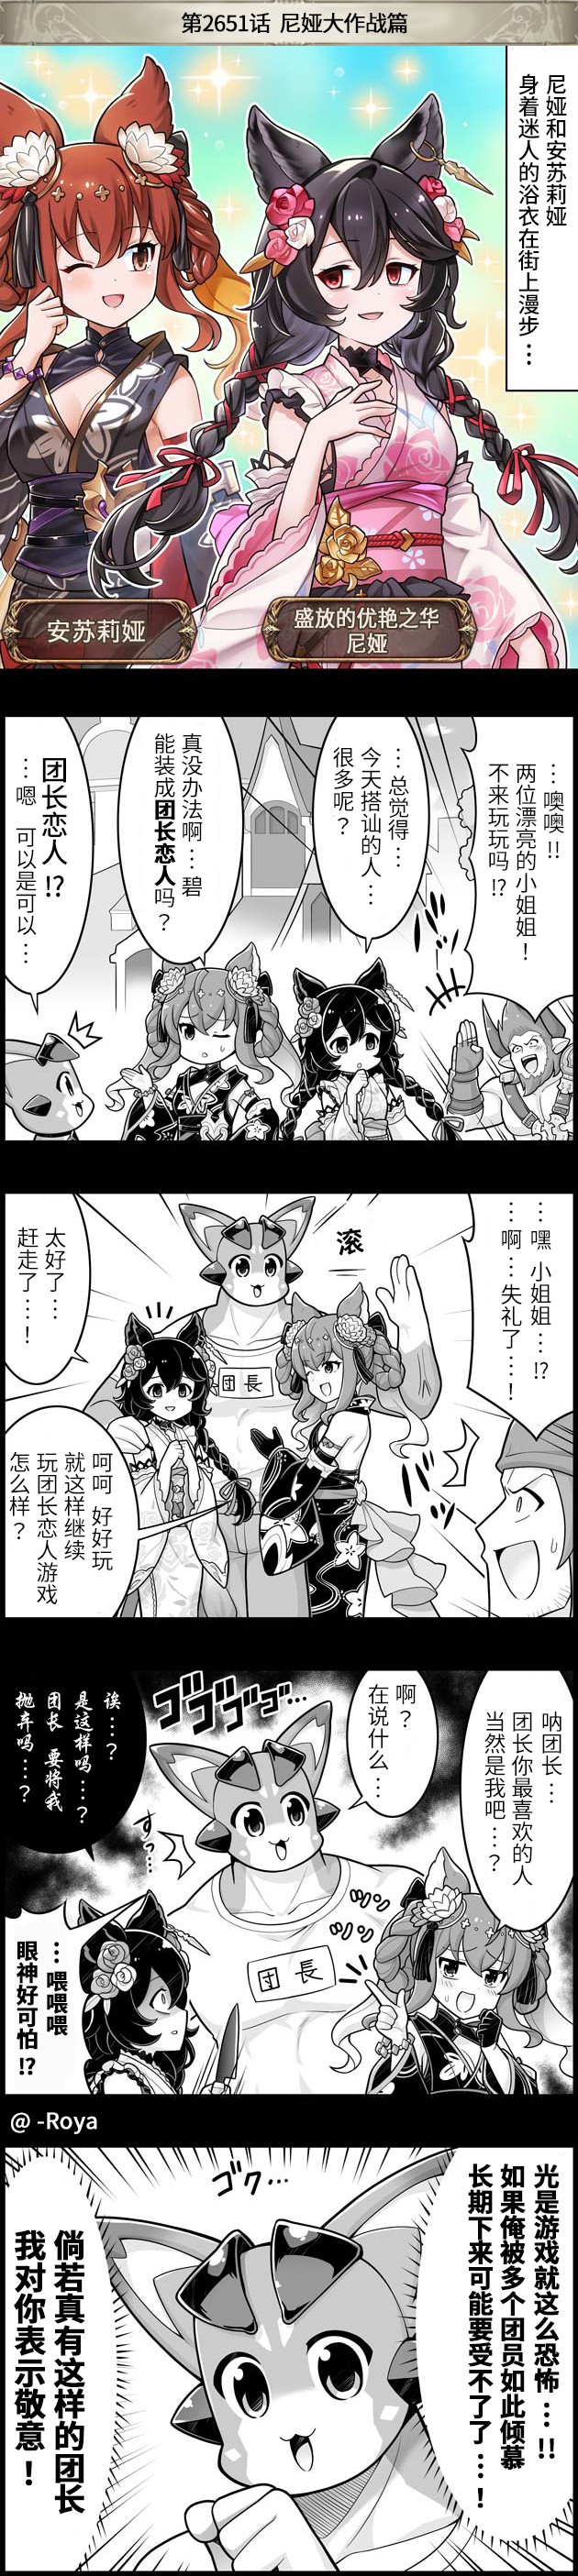 第2651话 尼娅大作战篇
尼娅和安苏莉娅
身着迷人的浴衣在街上漫步…
安苏莉娅
盛放的优艳之华
尼娅
…噢噢!!
两位漂亮的小姐姐!
不来玩玩吗!?
…总觉得…
今天搭讪的人…
很多呢?
真没办法啊…碧
能装成团长恋人吗?
团长恋人!?
…嗯 可以是可以…
…嘿 小姐姐…!?
…啊…失礼了…!
滚
团長
太好了…
赶走了…!
呵呵 好好玩
就这样继续
玩团长恋人游戏
怎么样?
呐团长…
团长你最喜欢的人
当然是我吧…?
啊?
在说什么…
ゴゴゴゴ…
诶…?
是这样吗…?
团长 要将我
抛弃吗…?
すっ…
ツンツン
团長
…喂喂喂
眼神好可怕!?
@ -Roya
光是游戏就这么恐怖…!!
如果俺被多个团员如此倾慕
长期下来可能要受不了了…!
ゴク…
倘若真有这样的团长
我对你表示敬意!